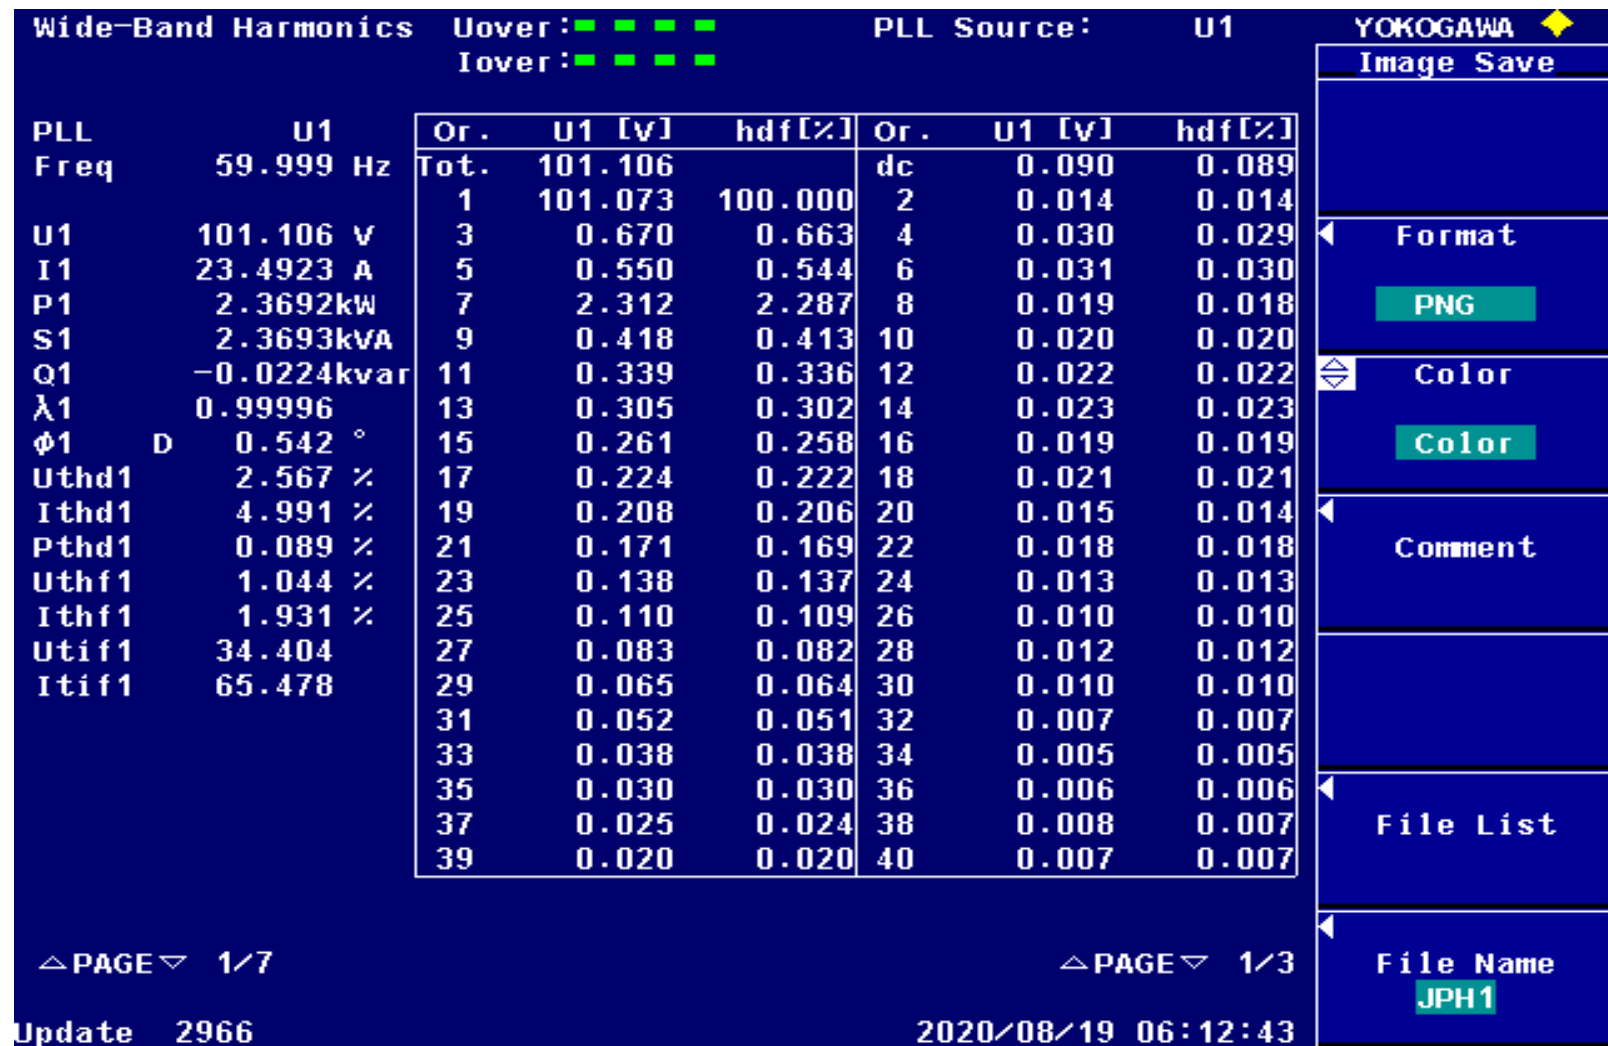 Wide-Band Harmonics Uover: PLL Source: U1 YOKOGAWA
Iover: Image Save
PLL U1 Or. U1 [V] hdf[%] Or. U1 [V] hdf[%]
Freq 59.999 Hz Tot. 101.106 dc 0.090 0.089
1 101.073 100.000 2 0.014 0.014
U1 101.106 V 3 0.670 0.663 4 0.030 0.029 Format
I1 23.4923 A 5 0.550 0.544 6 0.031 0.030
P1 2.3692kW 7 2.312 2.287 8 0.019 0.018 PNG
S1 2.3693kVA 9 0.418 0.413 10 0.020 0.020
Q1 -0.0224kvar 11 0.339 0.336 12 0.022 0.022 Color
λ1 0.99996 13 0.305 0.302 14 0.023 0.023
Φ1 D 0.542 ° 15 0.261 0.258 16 0.019 0.019 Color
Uthd1 2.567 % 17 0.224 0.222 18 0.021 0.021
Ithd1 4.991 % 19 0.208 0.206 20 0.015 0.014
Pthd1 0.089 % 21 0.171 0.169 22 0.018 0.018 Comment
Uthf1 1.044 % 23 0.138 0.137 24 0.013 0.013
Ithf1 1.931 % 25 0.110 0.109 26 0.010 0.010
Utif1 34.404 27 0.083 0.082 28 0.012 0.012
Itif1 65.478 29 0.065 0.064 30 0.010 0.010
31 0.052 0.051 32 0.007 0.007
33 0.038 0.038 34 0.005 0.005
35 0.030 0.030 36 0.006 0.006
37 0.025 0.024 38 0.008 0.007 File List
39 0.020 0.020 40 0.007 0.007
△PAGE▽ 1/7 △PAGE▽ 1/3 File Name
JPH1
Update 2966 2020/08/19 06:12:43